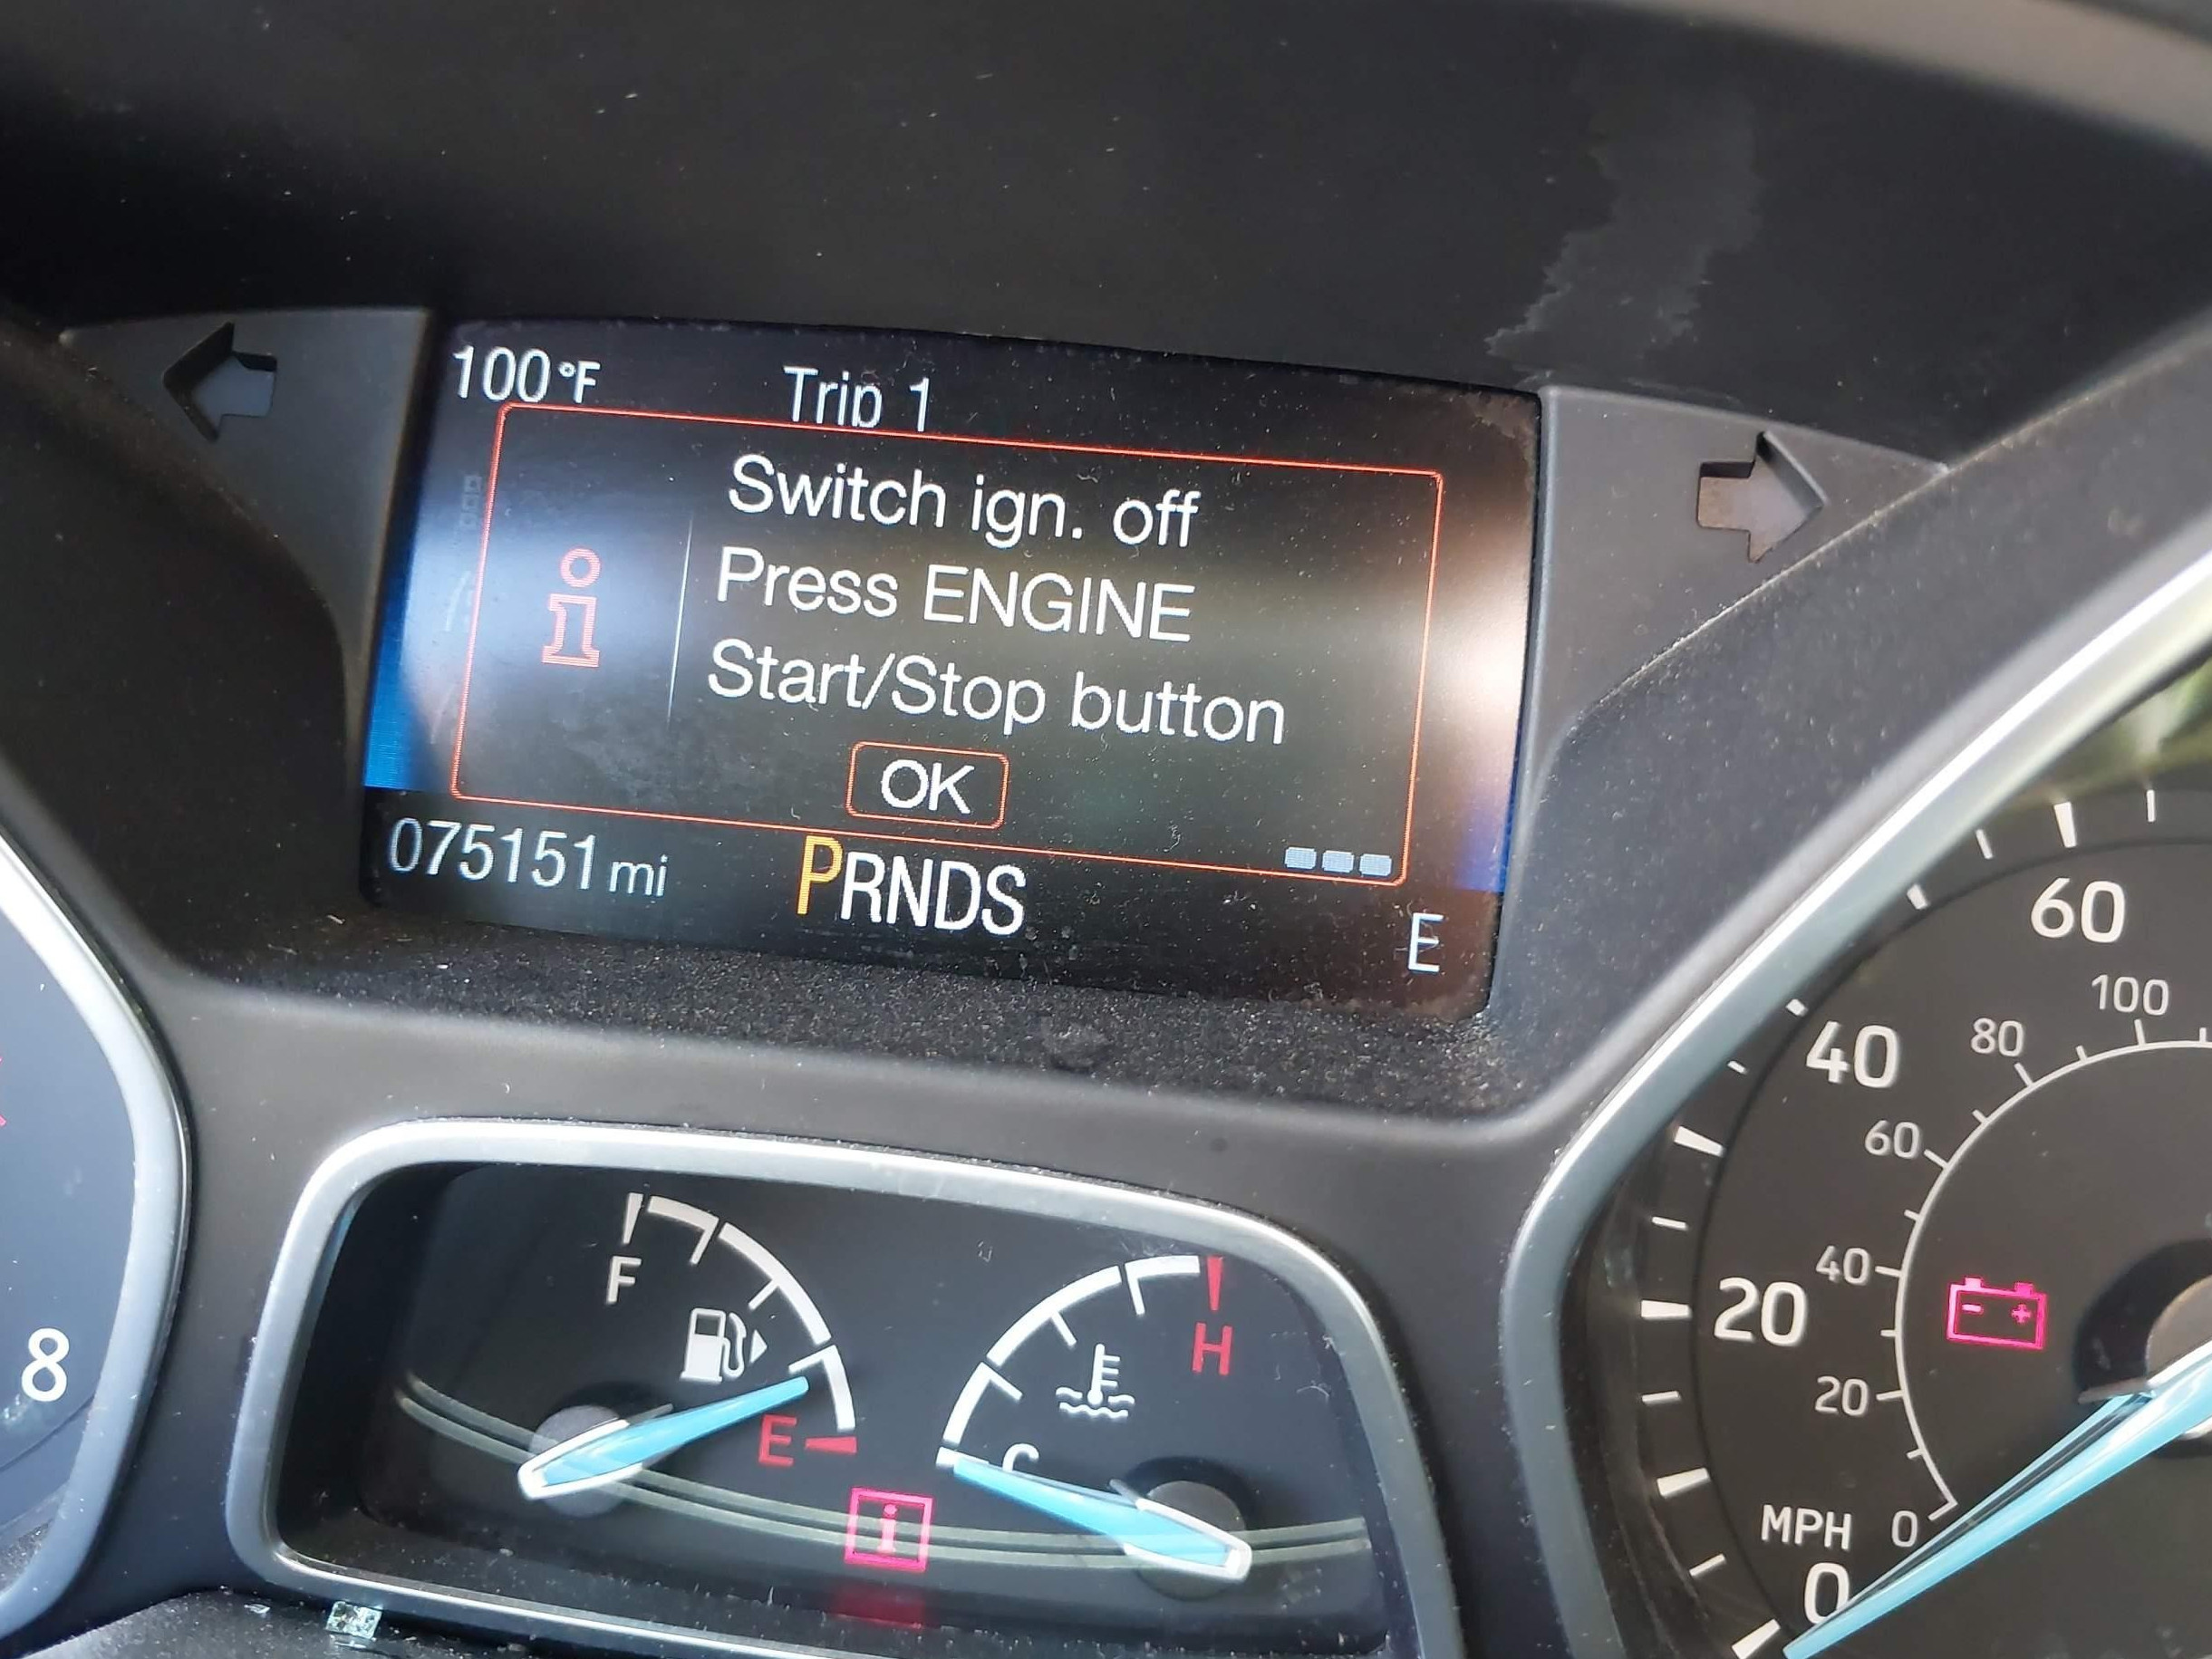 100°F Trip 1
Switch ign. off
Press ENGINE
Start/Stop button
OK
075151 mi PRNDS
E
60
100
40
80
60
8
F
H
20
40
20
E
C
i
MPH
0
0